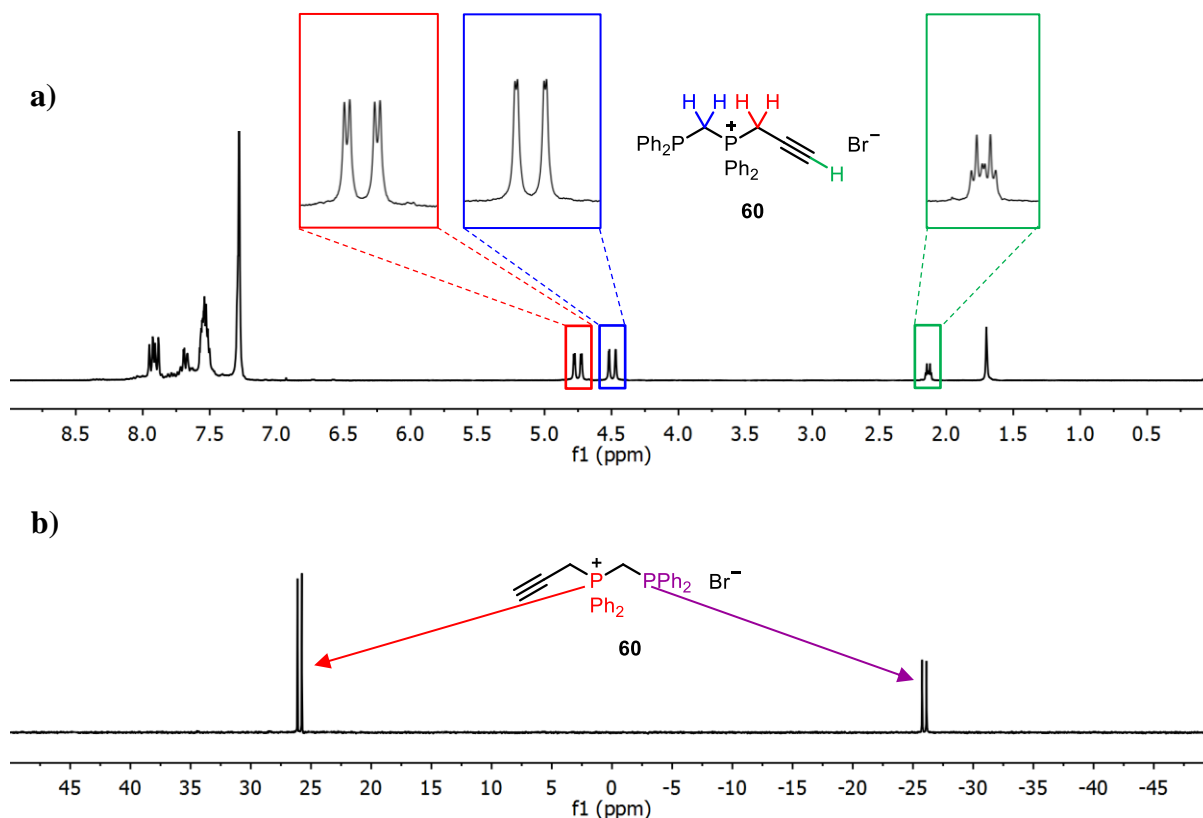 a)
H H H H
Ph2P P + Br−
Ph2 H
60
8.5 8.0 7.5 7.0 6.5 6.0 5.5 5.0 4.5 4.0 3.5 3.0 2.5 2.0 1.5 1.0 0.5
f1 (ppm)
b)
P + PPh2 Br−
Ph2
60
45 40 35 30 25 20 15 10 5 0 -5 -10 -15 -20 -25 -30 -35 -40 -45
f1 (ppm)